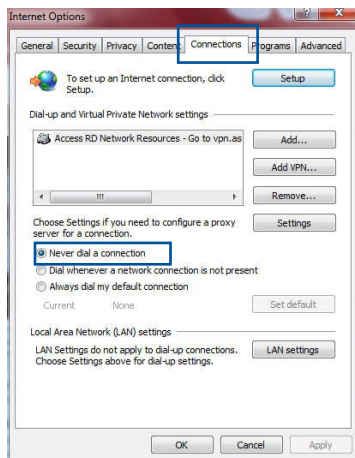 Internet Options
General Security Privacy Content Connections Programs Advanced
To set up an Internet connection, click
Setup.
Setup
Dial-up and Virtual Private Network settings
Access RD Network Resources - Go to vpn.as
Add...
Add VPN...
Remove...
Choose Settings if you need to configure a proxy
server for a connection.
Settings
Never dial a connection
Dial whenever a network connection is not present
Always dial my default connection
Current None
Set default
Local Area Network (LAN) settings
LAN Settings do not apply to dial-up connections.
Choose Settings above for dial-up settings.
LAN settings
OK Cancel Apply